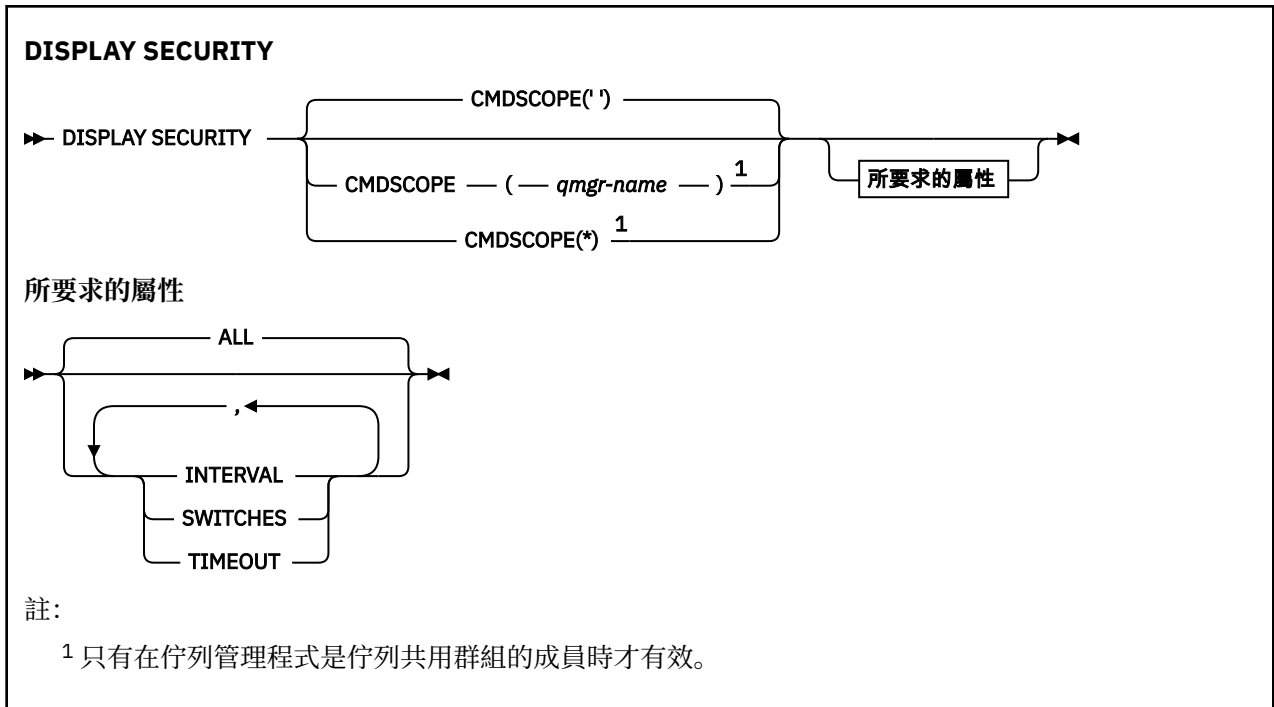 DISPLAY SECURITY
CMDSCOPE(' ')
DISPLAY SECURITY
CMDSCOPE ( qmgr-name ) 1
所要求的屬性
CMDSCOPE(*) 1
所要求的屬性
ALL
,
INTERVAL
SWITCHES
TIMEOUT
註:
1 只有在佇列管理程式是佇列共用群組的成員時才有效。